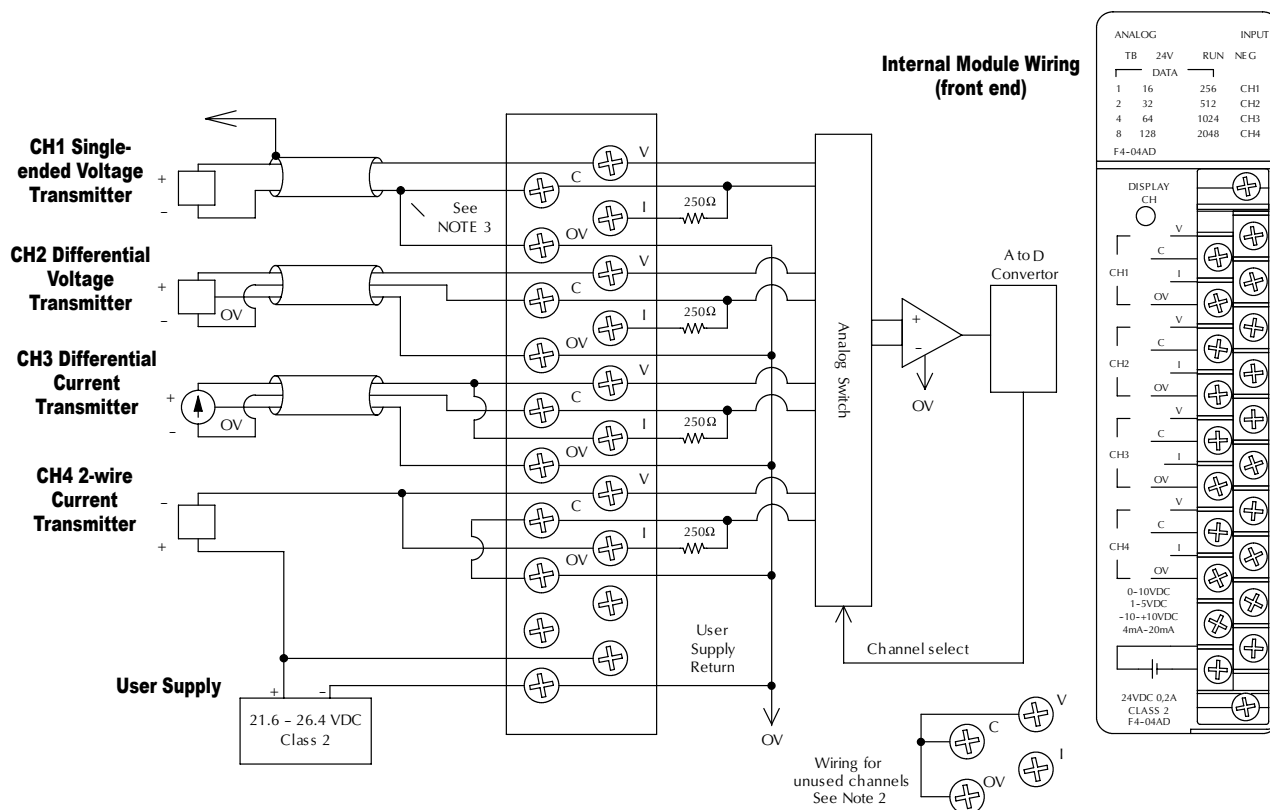 Internal Module Wiring
(front end)
CH1 Single-
ended Voltage
Transmitter
+
–
See
NOTE 3
CH2 Differential
Voltage
Transmitter
+
–
OV
CH3 Differential
Current
Transmitter
+
–
OV
CH4 2-wire
Current
Transmitter
–
+
User Supply
+ –
21.6 – 26.4 VDC
Class 2
V
C
I
OV
250Ω
V
C
I
OV
250Ω
V
C
I
OV
250Ω
V
C
I
OV
250Ω
User
Supply
Return
OV
Analog Switch
+
-
OV
A to D
Convertor
Channel select
Wiring for
unused channels
See Note 2
V
C
I
OV
ANALOG INPUT
TB 24V RUN NEG
DATA
1 16 256 CH1
2 32 512 CH2
4 64 1024 CH3
8 128 2048 CH4
F4-04AD
DISPLAY
CH
V
C
CH1
I
OV
V
C
CH2
I
OV
V
C
CH3
I
OV
V
C
CH4
I
OV
0–10VDC
1–5VDC
–10-+10VDC
4mA–20mA
24VDC 0,2A
CLASS 2
F4-04AD